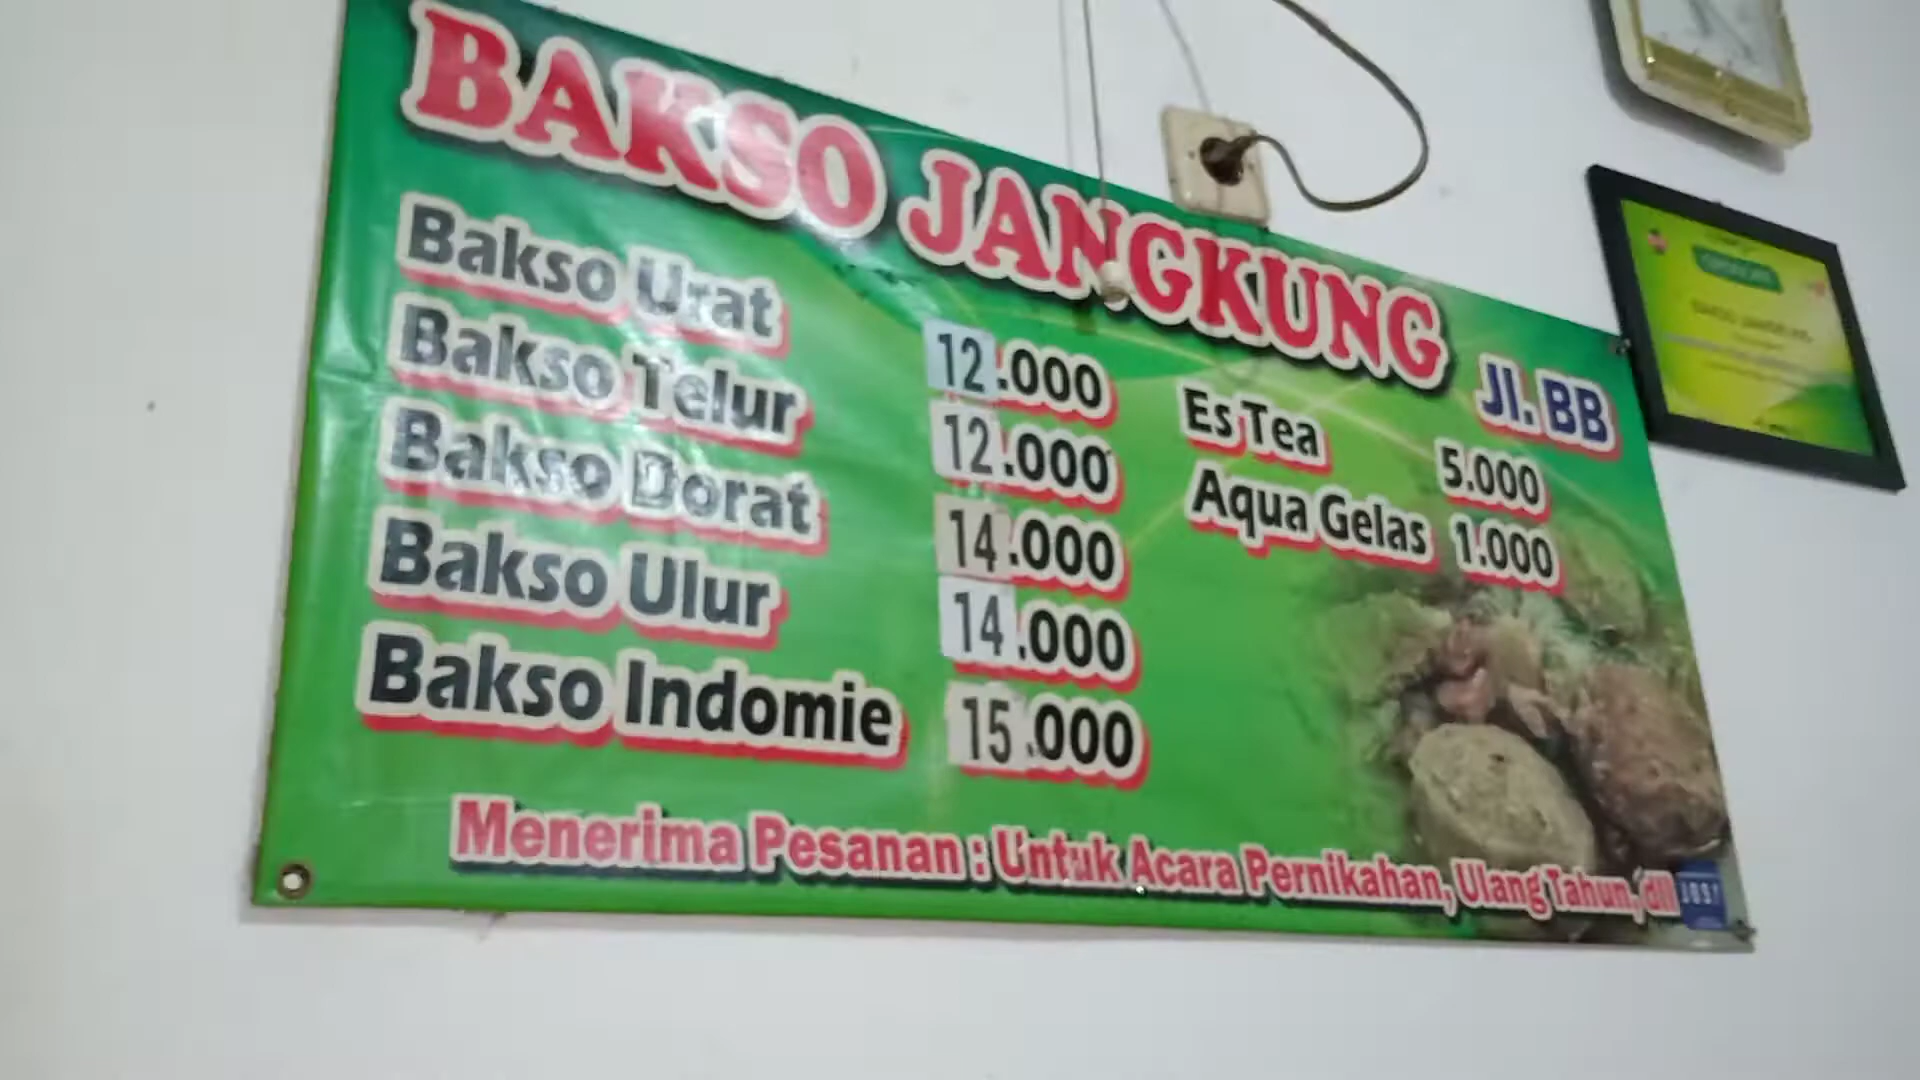 BAKSO JANGKUNG
Jl. BB
Bakso Urat 12.000
Bakso Telur 12.000
Bakso Dorat 14.000
Bakso Ulur 14.000
Bakso Indomie 15.000
Es Tea 5.000
Aqua Gelas 1.000
Menerima Pesanan : Untuk Acara Pernikahan, Ulang Tahun, dll